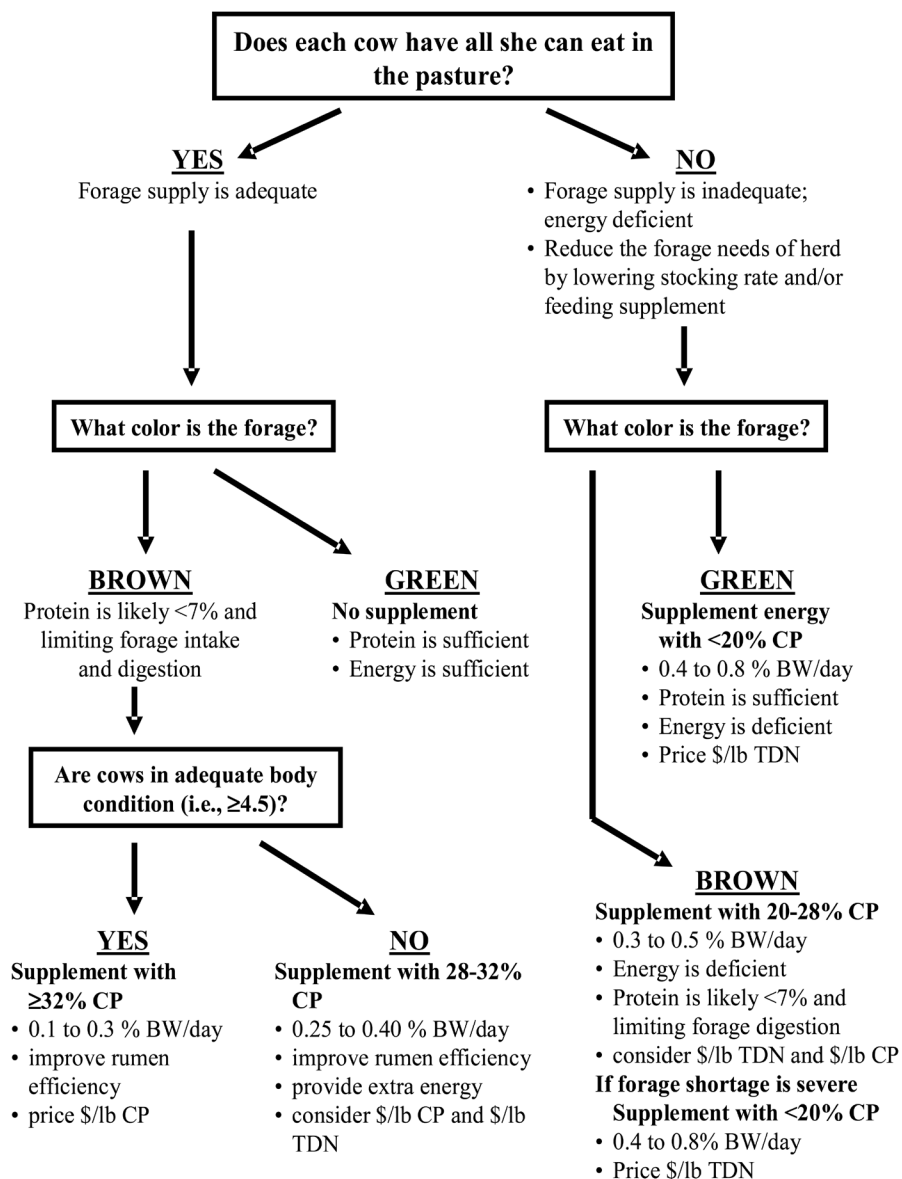 Does each cow have all she can eat in
the pasture?
YES
Forage supply is adequate
NO
• Forage supply is inadequate;
energy deficient
• Reduce the forage needs of herd
by lowering stocking rate and/or
feeding supplement
What color is the forage?
What color is the forage?
BROWN
Protein is likely <7% and
limiting forage intake
and digestion
GREEN
No supplement
• Protein is sufficient
• Energy is sufficient
GREEN
Supplement energy
with <20% CP
• 0.4 to 0.8 % BW/day
• Protein is sufficient
• Energy is deficient
• Price $/lb TDN
Are cows in adequate body
condition (i.e., ≥4.5)?
YES
Supplement with
≥32% CP
• 0.1 to 0.3 % BW/day
• improve rumen
efficiency
• price $/lb CP
NO
Supplement with 28-32%
CP
• 0.25 to 0.40 % BW/day
• improve rumen efficiency
• provide extra energy
• consider $/lb CP and $/lb
TDN
BROWN
Supplement with 20-28% CP
• 0.3 to 0.5 % BW/day
• Energy is deficient
• Protein is likely <7% and
limiting forage digestion
• consider $/lb TDN and $/lb CP
If forage shortage is severe
Supplement with <20% CP
• 0.4 to 0.8% BW/day
• Price $/lb TDN